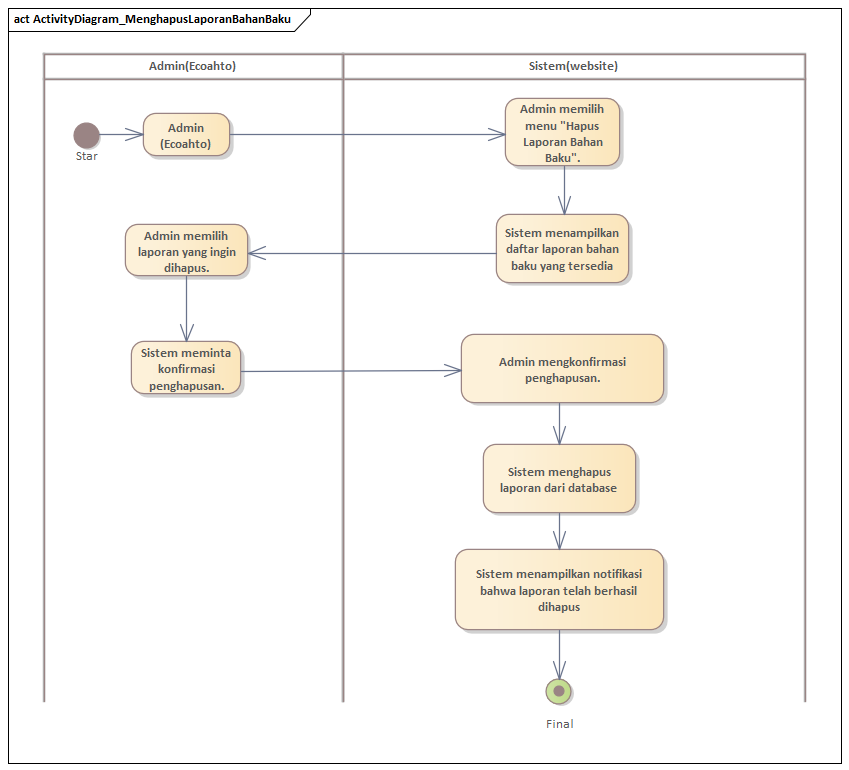 act ActivityDiagram_MenghapusLaporanBahanBaku
Admin(Ecoahto)
Sistem(website)
Star
Admin
(Ecoahto)
Admin memilih
menu "Hapus
Laporan Bahan
Baku".
Sistem menampilkan
daftar laporan bahan
baku yang tersedia
Admin memilih
laporan yang ingin
dihapus.
Sistem meminta
konfirmasi
penghapusan.
Admin mengkonfirmasi
penghapusan.
Sistem menghapus
laporan dari database
Sistem menampilkan notifikasi
bahwa laporan telah berhasil
dihapus
Final